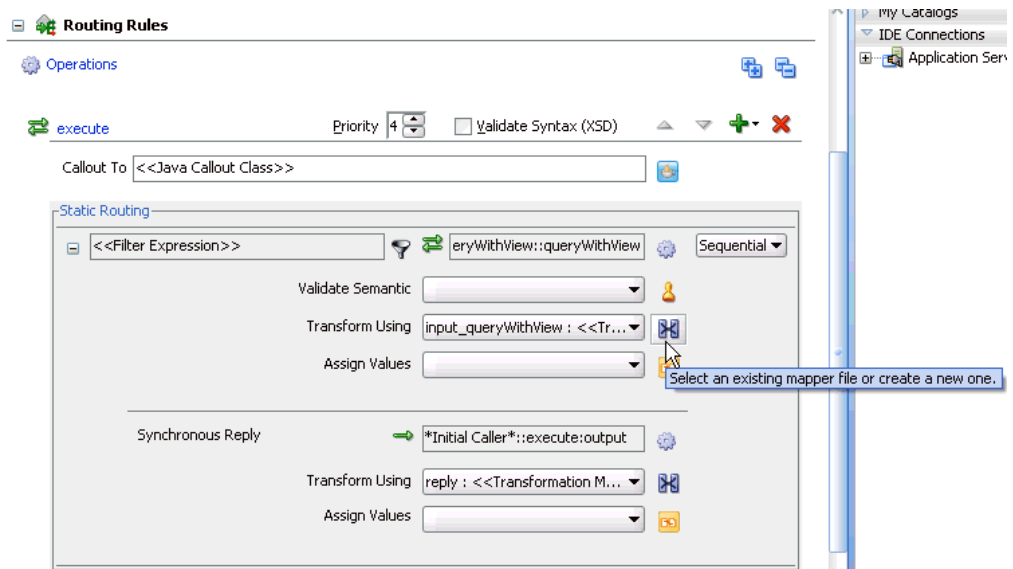 Routing Rules
My Catalogs
IDE Connections
Operations
Application Serv
execute
Priority 4 Validate Syntax (XSD)
Callout To <<Java Callout Class>>
Static Routing
<<Filter Expression>> eryWithView::queryWithView Sequential
Validate Semantic
Transform Using input_queryWithView : <<Tr...
Assign Values
Select an existing mapper file or create a new one.
Synchronous Reply *Initial Caller*::execute:output
Transform Using reply : <<Transformation M...
Assign Values